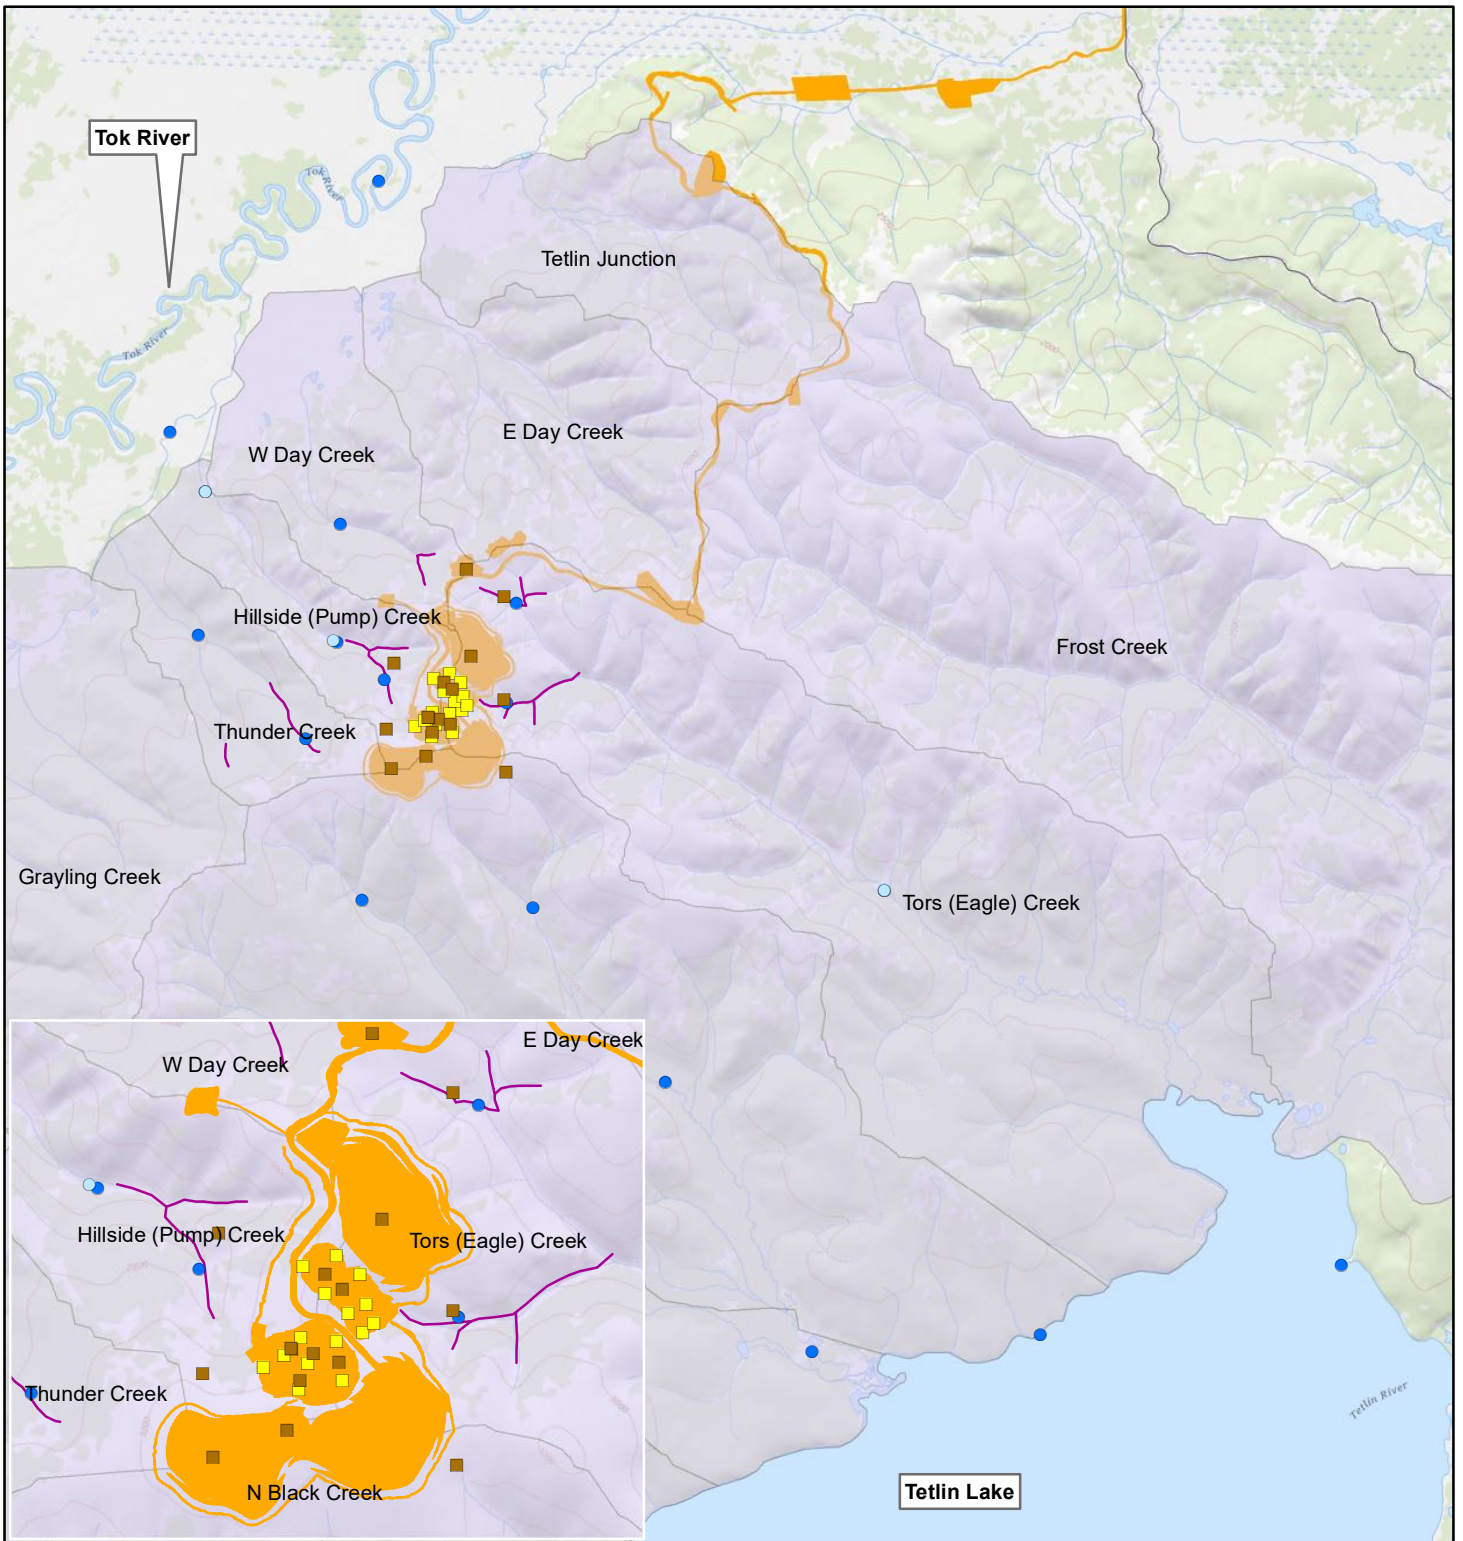 Tok River
Tok River
Tetlin Junction
Tok River
E Day Creek
W Day Creek
Hillside (Pump) Creek
Frost Creek
Thunder Creek
Grayling Creek
Tors (Eagle) Creek
E Day Creek
W Day Creek
Hillside (Pump) Creek
Tors (Eagle) Creek
Thunder Creek
Tetlin River
N Black Creek
Tetlin Lake